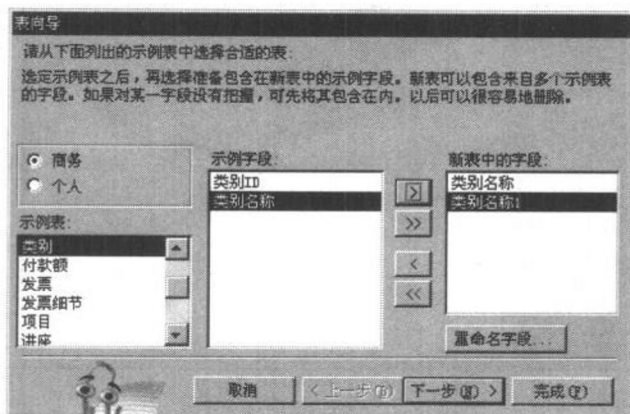 表向导
请从下面列出的示例表中选择合适的表:
选定示例表之后，再选择准备包含在新表中的示例字段。新表可以包含来自多个示例表
的字段。如果对某一字段没有把握，可先将其包含在内。以后可以很容易地删除。
商务
个人
示例表:
类别
付款额
发票
发票细节
项目
讲座
示例字段:
类别ID
类别名称
>
>>
<
<<
新表中的字段:
类别名称
类别名称1
重命名字段...
取消
<上一步(B)
下一步(N)>
完成(F)